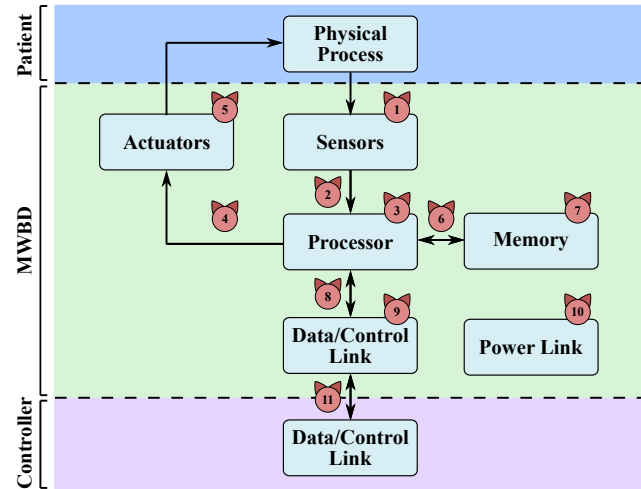 Patient
Physical
Process
5
1
Actuators
Sensors
MWBD
2
4
3
6
7
Processor
Memory
8
9
10
Data/Control
Link
Power Link
11
Controller
Data/Control
Link